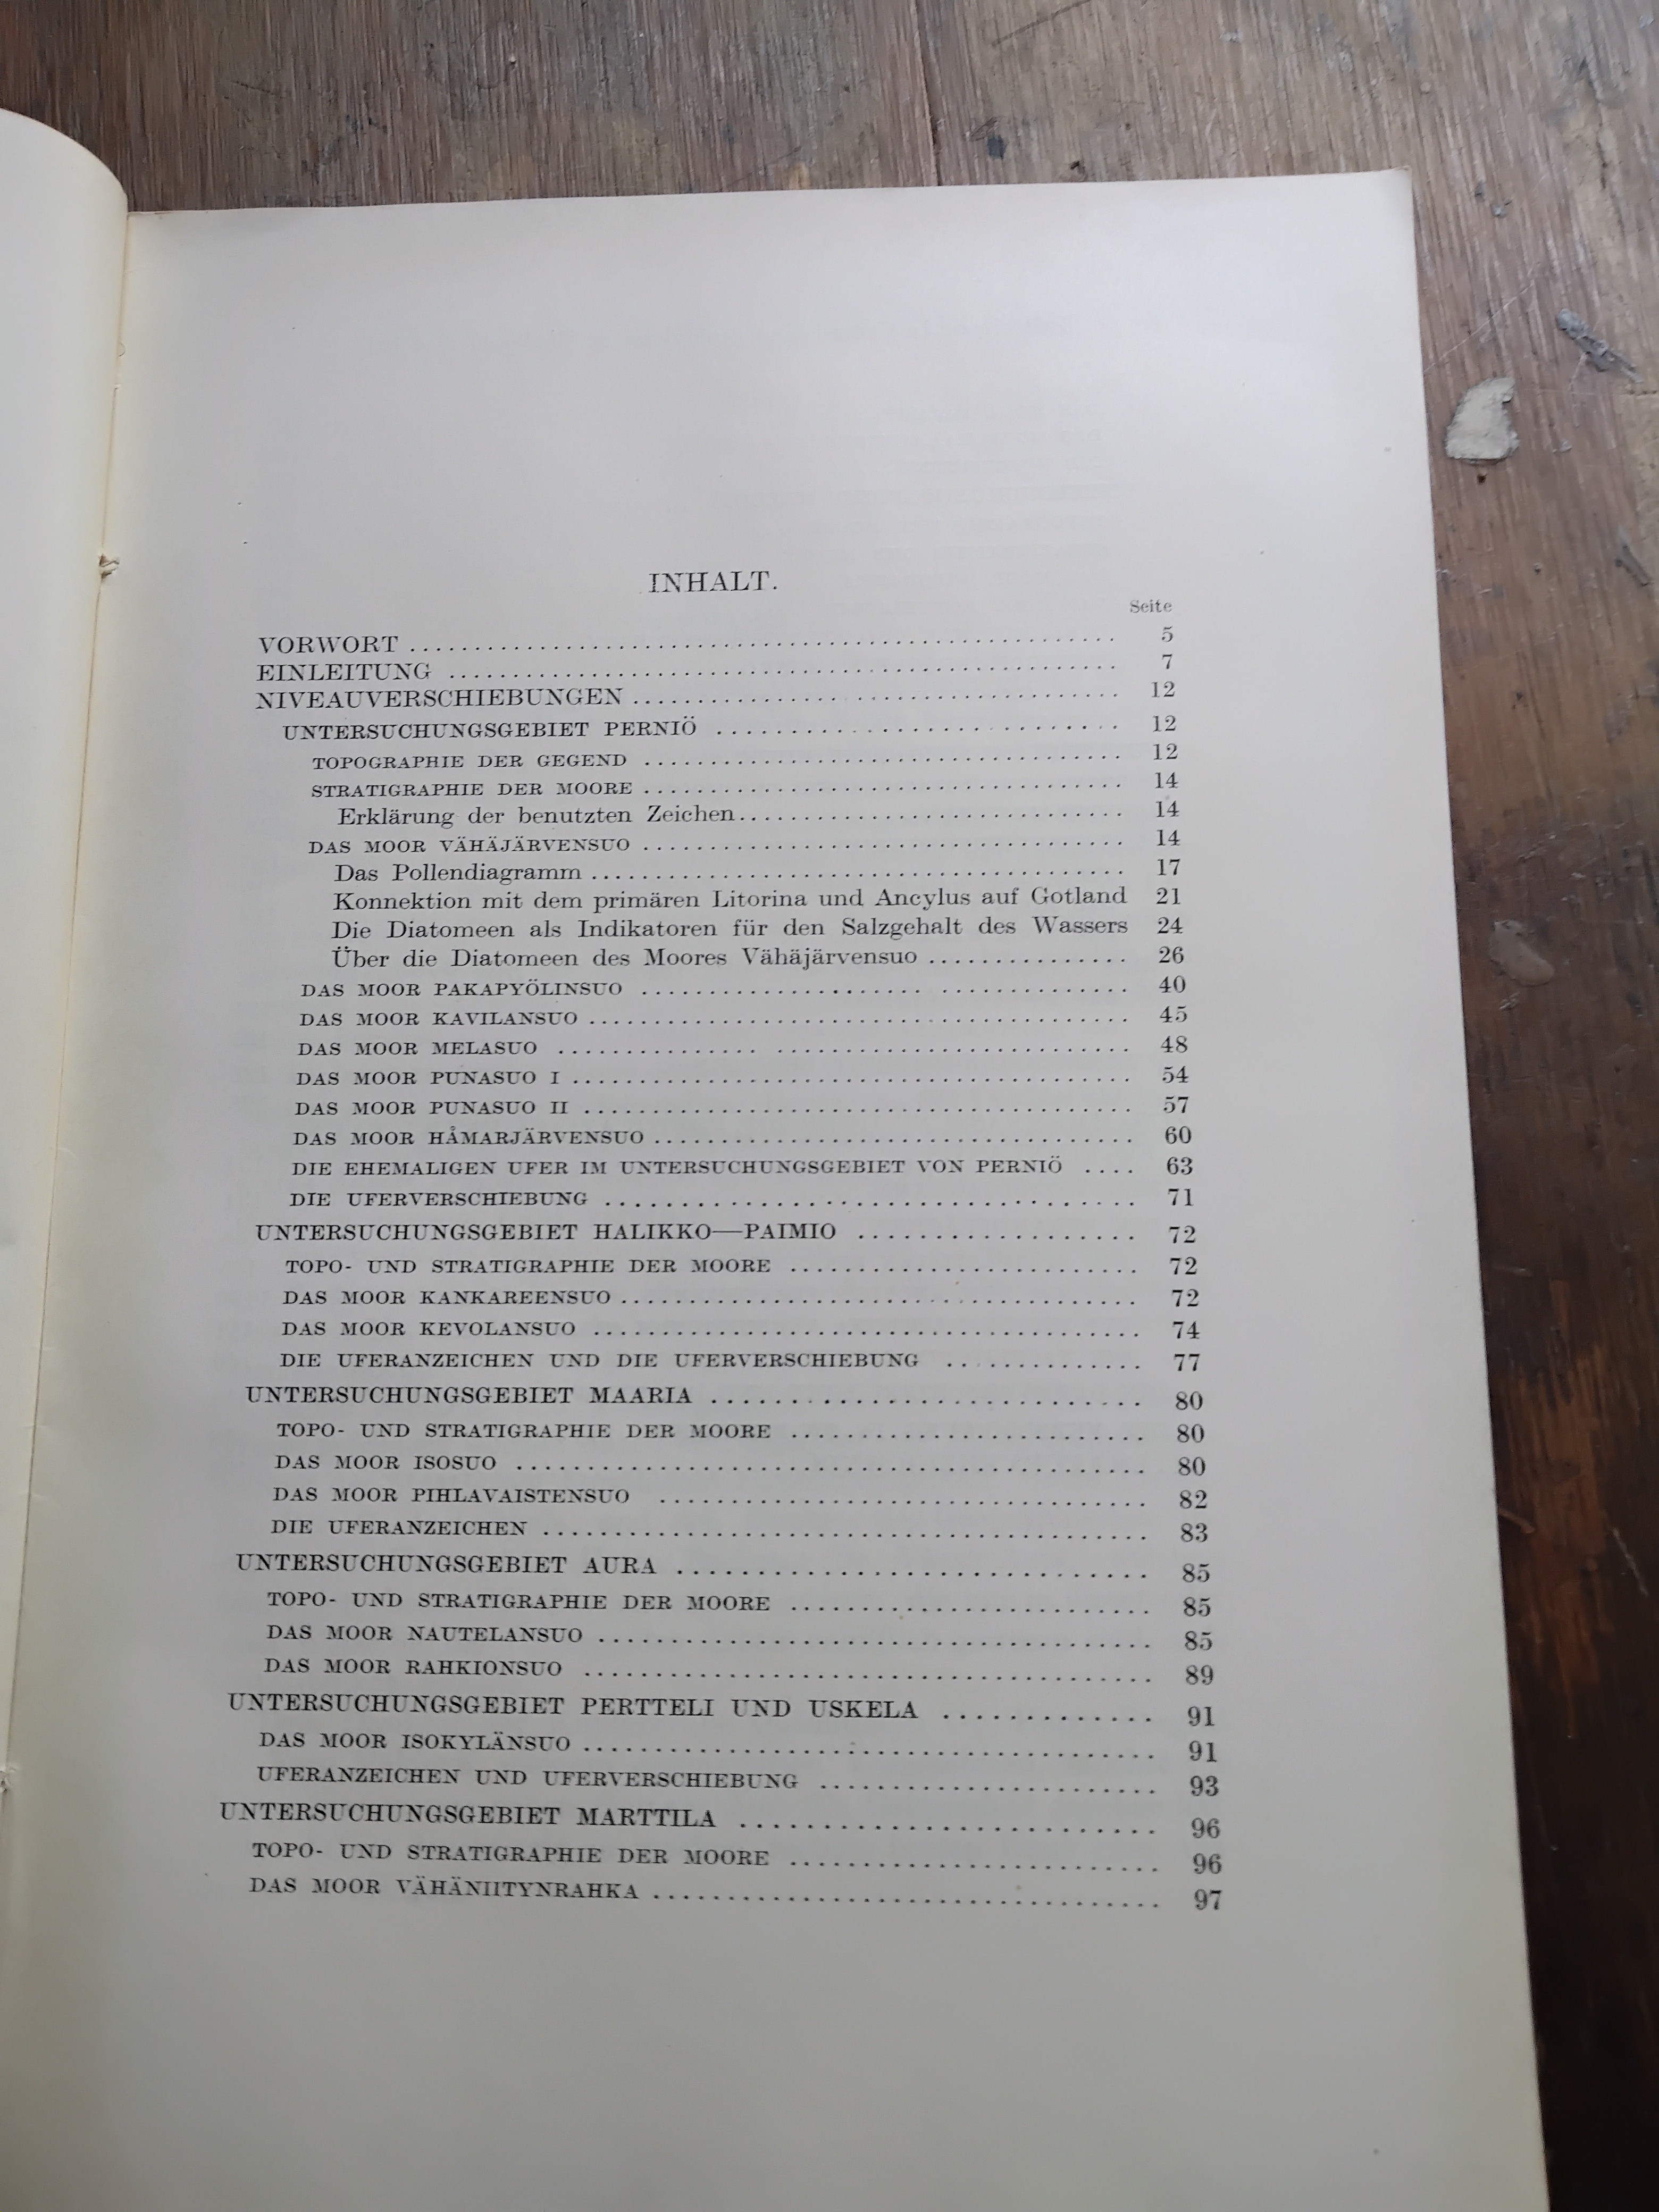 INHALT.
Seite
VORWORT ........ 5
EINLEITUNG ........ 7
NIVEAUVERSCHIEBUNGEN ........ 12
UNTERSUCHUNGSGEBIET PERNIÖ ........ 12
TOPOGRAPHIE DER GEGEND ........ 12
STRATIGRAPHIE DER MOORE ........ 14
Erklärung der benutzten Zeichen ........ 14
DAS MOOR VÄHÄJÄRVENSUO ........ 14
Das Pollendiagramm ........ 17
Konnektion mit dem primären Litorina und Ancylus auf Gotland 21
Die Diatomeen als Indikatoren für den Salzgehalt des Wassers 24
Über die Diatomeen des Moores Vähäjärvensuo ........ 26
DAS MOOR PAKAPYÖLINSUO ........ 40
DAS MOOR KAVILANSUO ........ 45
DAS MOOR MELASUO ........ 48
DAS MOOR PUNASUO I ........ 54
DAS MOOR PUNASUO II ........ 57
DAS MOOR HÅMARJÄRVENSUO ........ 60
DIE EHEMALIGEN UFER IM UNTERSUCHUNGSGEBIET VON PERNIÖ .... 63
DIE UFERVERSCHIEBUNG ........ 71
UNTERSUCHUNGSGEBIET HALIKKO—PAIMIO ........ 72
TOPO- UND STRATIGRAPHIE DER MOORE ........ 72
DAS MOOR KANKAREENSUO ........ 72
DAS MOOR KEVOLANSUO ........ 74
DIE UFERANZEICHEN UND DIE UFERVERSCHIEBUNG ........ 77
UNTERSUCHUNGSGEBIET MAARIA ........ 80
TOPO- UND STRATIGRAPHIE DER MOORE ........ 80
DAS MOOR ISOSUO ........ 80
DAS MOOR PIHLAVAISTENSUO ........ 82
DIE UFERANZEICHEN ........ 83
UNTERSUCHUNGSGEBIET AURA ........ 85
TOPO- UND STRATIGRAPHIE DER MOORE ........ 85
DAS MOOR NAUTELANSUO ........ 85
DAS MOOR RAHKIONSUO ........ 89
UNTERSUCHUNGSGEBIET PERTTELI UND USKELA ........ 91
DAS MOOR ISOKYLÄNSUO ........ 91
UFERANZEICHEN UND UFERVERSCHIEBUNG ........ 93
UNTERSUCHUNGSGEBIET MARTTILA ........ 96
TOPO- UND STRATIGRAPHIE DER MOORE ........ 96
DAS MOOR VÄHÄNIITYNRAHKA ........ 97